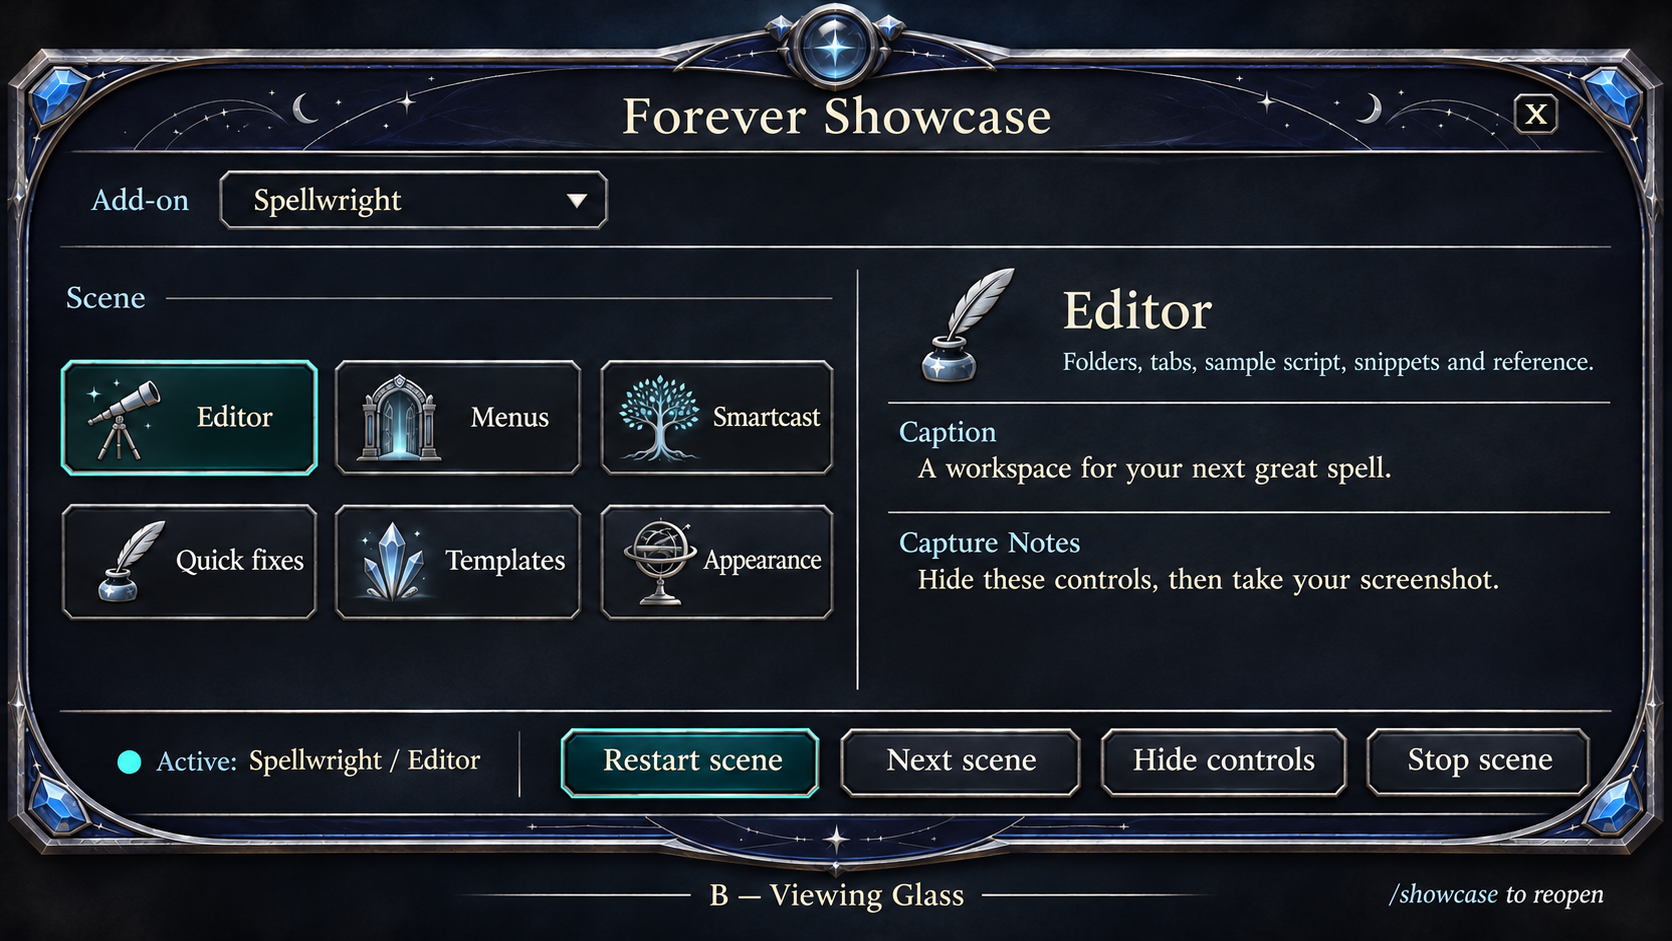 Forever Showcase
X
Add-on
Spellwright
Scene
Editor
Menus
Smartcast
Quick fixes
Templates
Appearance
Editor
Folders, tabs, sample script, snippets and reference.
Caption
A workspace for your next great spell.
Capture Notes
Hide these controls, then take your screenshot.
Active: Spellwright / Editor
Restart scene
Next scene
Hide controls
Stop scene
B — Viewing Glass
/showcase to reopen